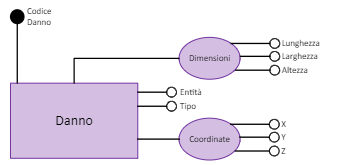 Codice
Danno
Lunghezza
Dimensioni
Larghezza
Altezza
Entità
Tipo
Danno
X
Coordinate
Y
Z